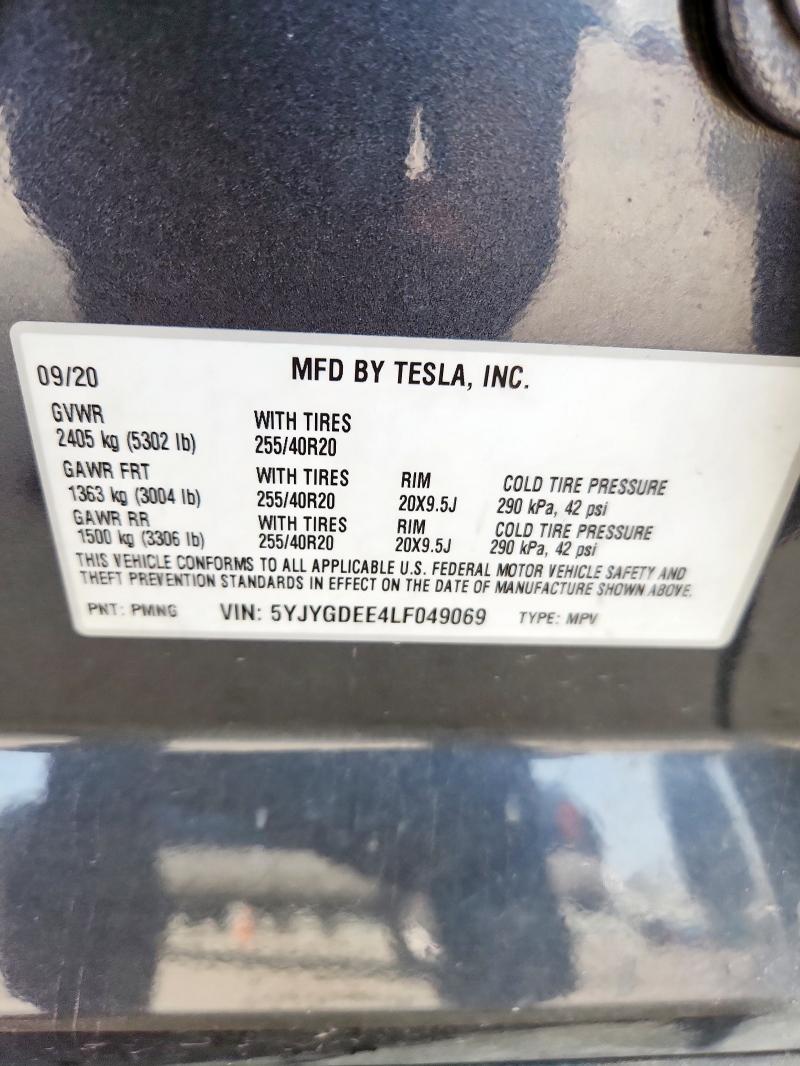 09/20 MFD BY TESLA, INC.
GVWR WITH TIRES
2405 kg (5302 lb) 255/40R20
GAWR FRT WITH TIRES RIM COLD TIRE PRESSURE
1363 kg (3004 lb) 255/40R20 20X9.5J 290 kPa, 42 psi
GAWR RR WITH TIRES RIM COLD TIRE PRESSURE
1500 kg (3306 lb) 255/40R20 20X9.5J 290 kPa, 42 psi
THIS VEHICLE CONFORMS TO ALL APPLICABLE U.S. FEDERAL MOTOR VEHICLE SAFETY AND
THEFT PREVENTION STANDARDS IN EFFECT ON THE DATE OF MANUFACTURE SHOWN ABOVE.
PNT: PMNG VIN: 5YJYGDEE4LF049069 TYPE: MPV